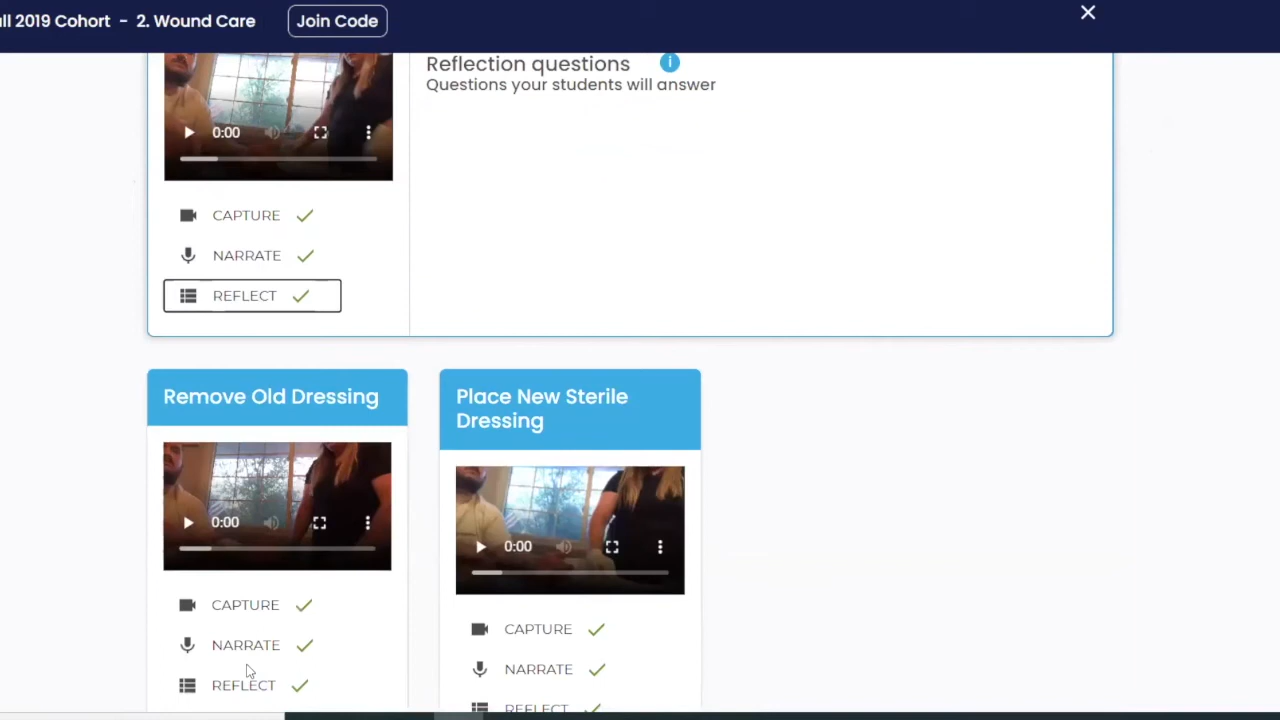 ll 2019 Cohort - 2. Wound Care
Join Code
Reflection questions
Questions your students will answer
0:00
CAPTURE
NARRATE
REFLECT
Remove Old Dressing
0:00
CAPTURE
NARRATE
REFLECT
Place New Sterile
Dressing
0:00
CAPTURE
NARRATE
REFLECT